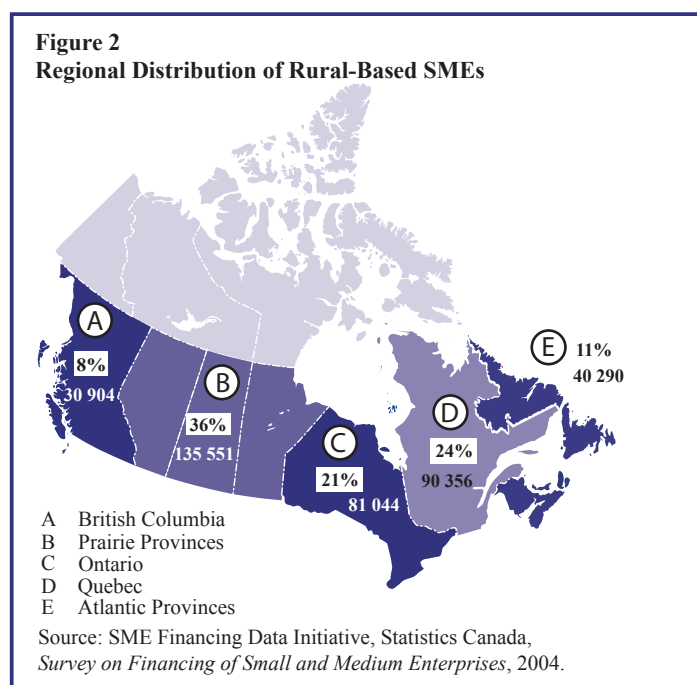 Figure 2
Regional Distribution of Rural-Based SMEs
A
8%
30 904
B
36%
135 551
C
21%
81 044
D
24%
90 356
E
11%
40 290
A British Columbia
B Prairie Provinces
C Ontario
D Quebec
E Atlantic Provinces
Source: SME Financing Data Initiative, Statistics Canada,
Survey on Financing of Small and Medium Enterprises, 2004.